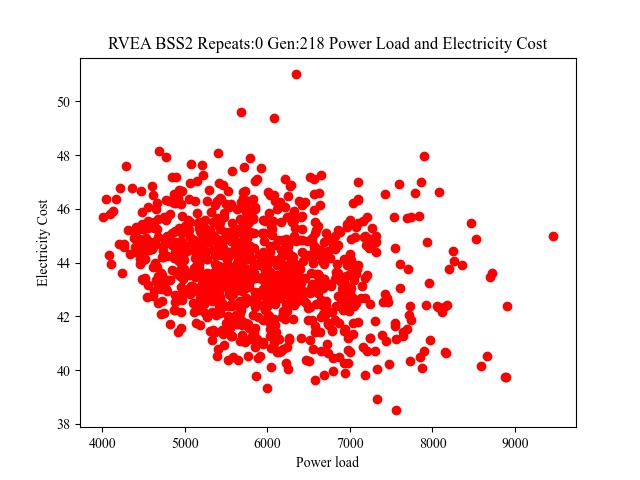 RVEA BSS2 Repeats:0 Gen:218 Power Load and Electricity Cost
50
48
46
44
42
40
38
Electricity Cost
4000 5000 6000 7000 8000 9000
Power load